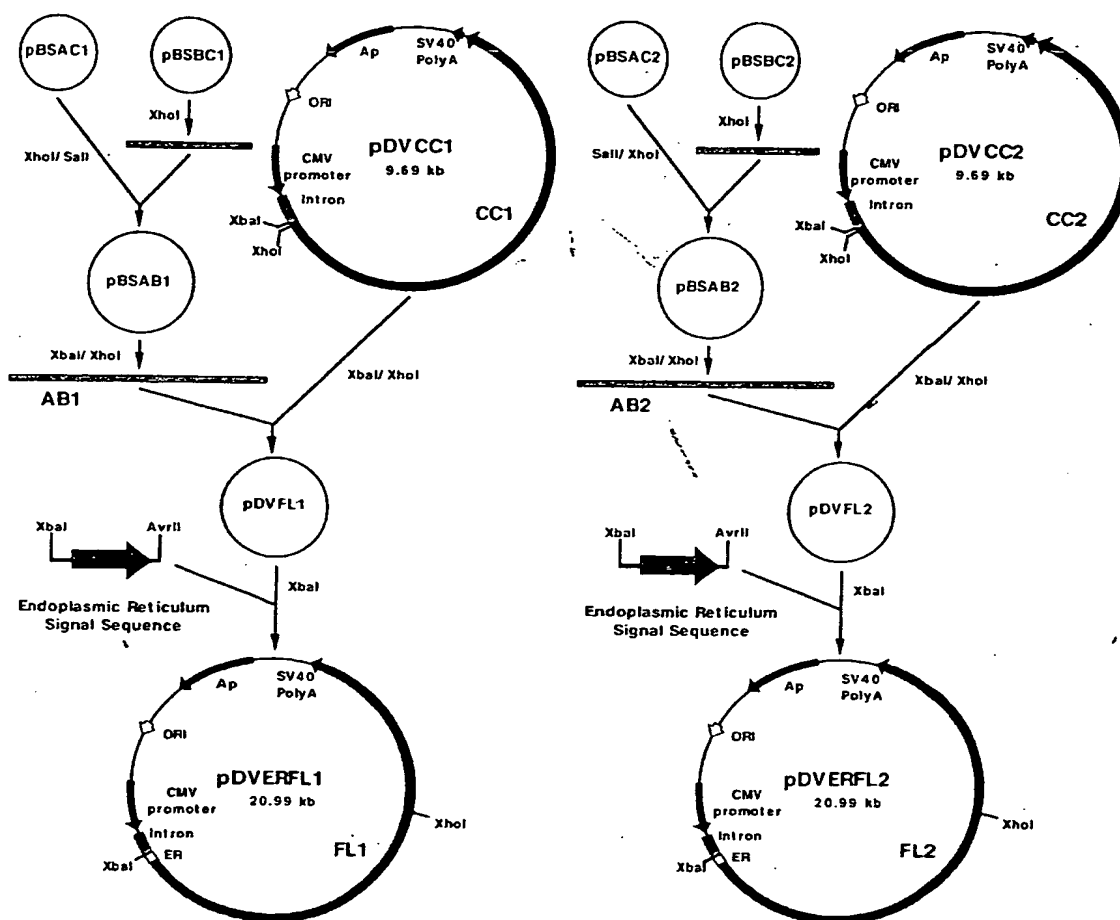 pBSAC1
pBSBC1
XhoI
XhoI/ SalI
pBSAB1
XbaI/ XhoI
AB1
Ap
SV40
PolyA
ORI
pDVCC1
9.69 kb
CMV
promoter
Intron
XbaI
XhoI
CC1
XbaI/ XhoI
pDVFL1
XbaI
AvrII
XbaI
Endoplasmic Reticulum
Signal Sequence
Ap
SV40
PolyA
ORI
pDVERFL1
20.99 kb
CMV
promoter
Intron
XbaI
ER
FL1
XhoI
pBSAC2
pBSBC2
XhoI
SalI/ XhoI
pBSAB2
XbaI/ XhoI
AB2
Ap
SV40
PolyA
ORI
pDVCC2
9.69 kb
CMV
promoter
Intron
XbaI
XhoI
CC2
XbaI/ XhoI
pDVFL2
XbaI
AvrII
XbaI
Endoplasmic Reticulum
Signal Sequence
Ap
SV40
PolyA
ORI
pDVERFL2
20.99 kb
CMV
promoter
Intron
XbaI
ER
FL2
XhoI